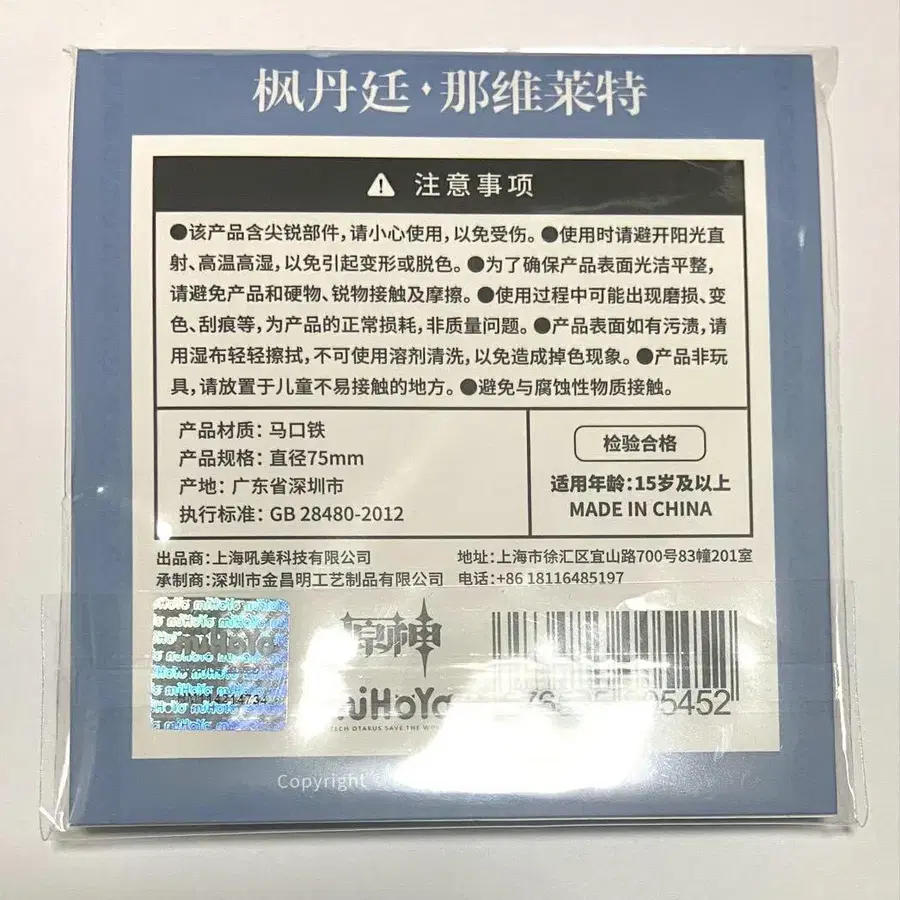 枫丹廷·那维莱特
注意事项
●该产品含尖锐部件,请小心使用,以免受伤。●使用时请避开阳光直
射、高温高湿,以免引起变形或脱色。●为了确保产品表面光洁平整,
请避免产品和硬物、锐物接触及摩擦。●使用过程中可能出现磨损、变
色、刮痕等,为产品的正常损耗,非质量问题。●产品表面如有污渍,请
用湿布轻轻擦拭,不可使用溶剂清洗,以免造成掉色现象。●产品非玩
具,请放置于儿童不易接触的地方。●避免与腐蚀性物质接触。
产品材质: 马口铁
产品规格: 直径75mm
产地: 广东省深圳市
执行标准: GB 28480-2012
检验合格
适用年龄:15岁及以上
MADE IN CHINA
出品商:上海吼美科技有限公司
承制商:深圳市金昌明工艺制品有限公司
地址:上海市徐汇区宜山路700号83幢201室
电话:+86 18116485197
miHoYo
原神
miHoYo
TECH OTAKUS SAVE THE
5452
Copyright